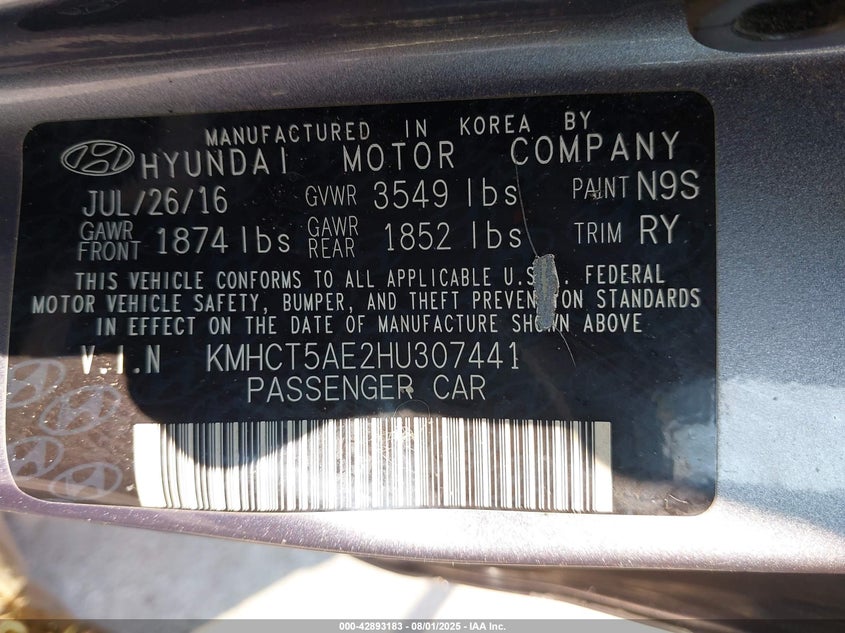 MANUFACTURED IN KOREA BY
HYUNDAI MOTOR COMPANY
JUL/26/16 GVWR 3549 lbs PAINT N9S
GAWR FRONT 1874 lbs GAWR REAR 1852 lbs TRIM RY
THIS VEHICLE CONFORMS TO ALL APPLICABLE U.S. FEDERAL
MOTOR VEHICLE SAFETY, BUMPER, AND THEFT PREVENTION STANDARDS
IN EFFECT ON THE DATE OF MANUFACTURE SHOWN ABOVE
V.I.N KMHCT5AE2HU307441
PASSENGER CAR
000-42893183 - 08/01/2025 - IAA Inc.